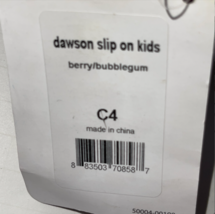 dawson slip on kids
berry/bubblegum
C4
made in china
8 83503 70858 7